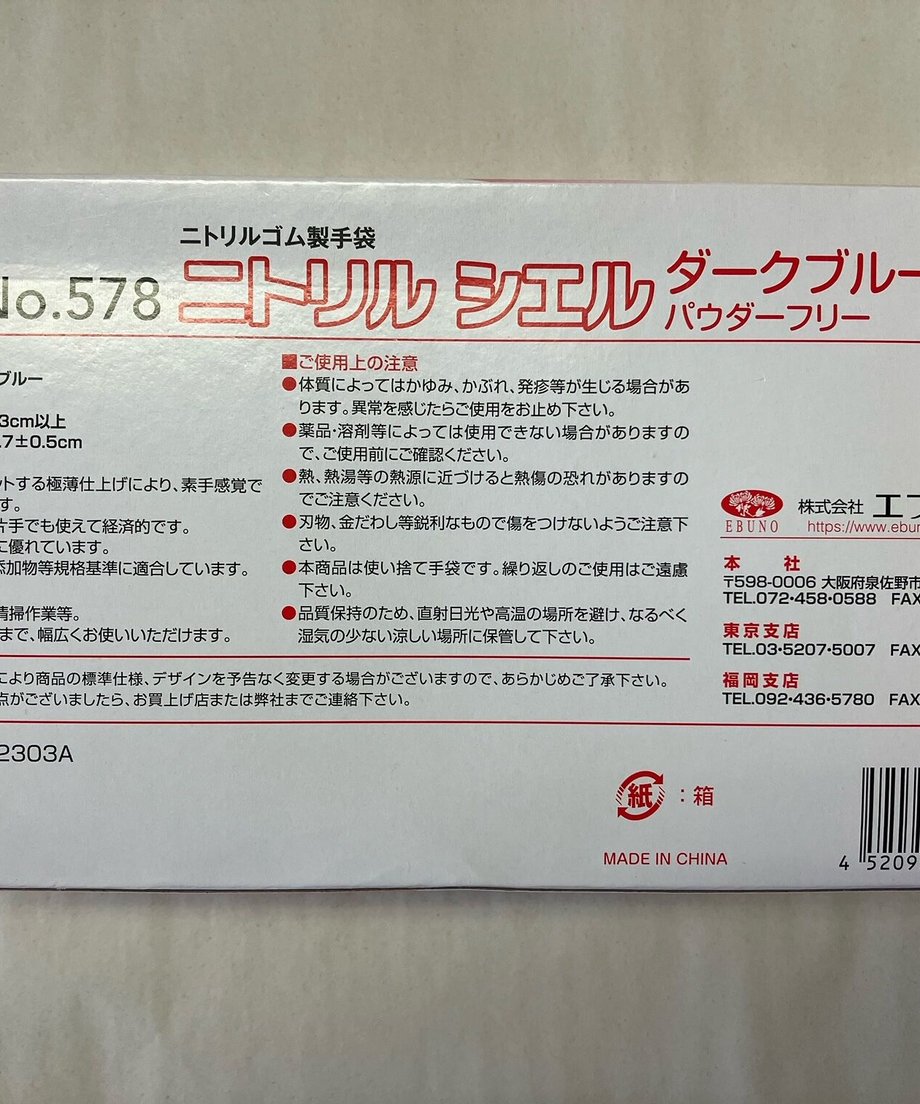 ニトリルゴム製手袋
No.578 ニトリル シエル ダークブルー
パウダーフリー
ブルー
3cm以上
.7±0.5cm
ットする極薄仕上げにより、素手感覚で
す。
片手でも使えて経済的です。
に優れています。
添加物等規格基準に適合しています。
清掃作業等。
まで、幅広くお使いいただけます。
■ご使用上の注意
●体質によってはかゆみ、かぶれ、発疹等が生じる場合があ
ります。異常を感じたらご使用をお止め下さい。
●薬品・溶剤等によっては使用できない場合がありますの
で、ご使用前にご確認ください。
●熱、熱湯等の熱源に近づけると熱傷の恐れがありますの
でご注意ください。
●刃物、金だわし等鋭利なもので傷をつけないようご注意下
さい。
●本商品は使い捨て手袋です。繰り返しのご使用はご遠慮
下さい。
●品質保持のため、直射日光や高温の場所を避け、なるべく
湿気の少ない涼しい場所に保管して下さい。
により商品の標準仕様、デザインを予告なく変更する場合がございますので、あらかじめご了承下さい。
点がございましたら、お買上げ店または弊社までご連絡下さい。
2303A
EBUNO
株式会社 エブ
https://www.ebun
本 社
〒598-0006 大阪府泉佐野市
TEL.072・458・0588 FAX
東京支店
TEL.03・5207・5007 FAX
福岡支店
TEL.092・436・5780 FAX
紙:箱
MADE IN CHINA
4 5209